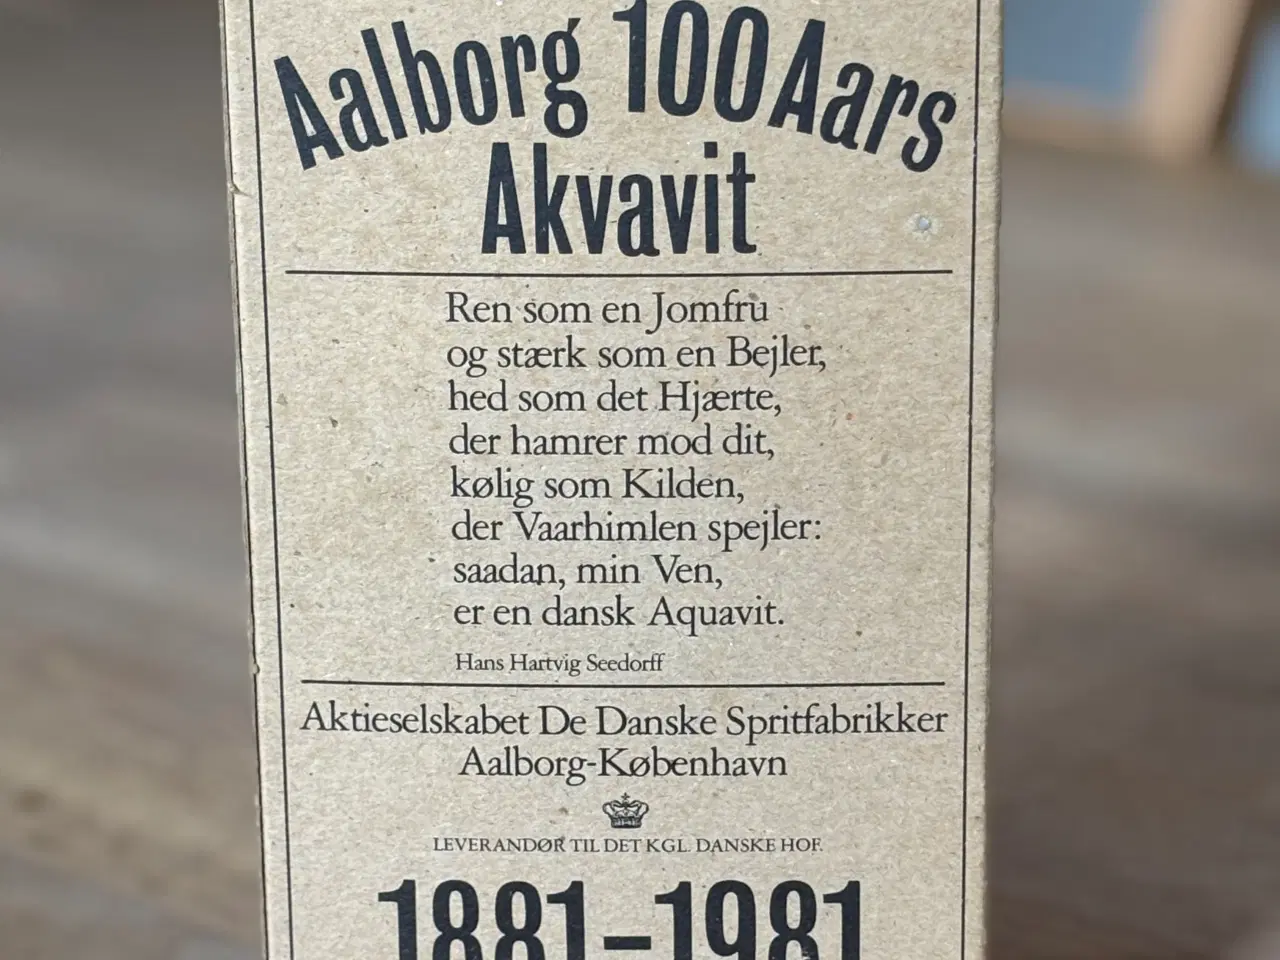 Aalborg 100 Aars
Akvavit
Ren som en Jomfru
og stærk som en Bejler,
hed som det Hjærte,
der hamrer mod dit,
kølig som Kilden,
der Vaarhimlen spejler:
saadan, min Ven,
er en dansk Aquavit.
Hans Hartvig Seedorff
Aktieselskabet De Danske Spritfabrikker
Aalborg-København
LEVERANDØR TIL DET KGL. DANSKE HOF.
1881-1981